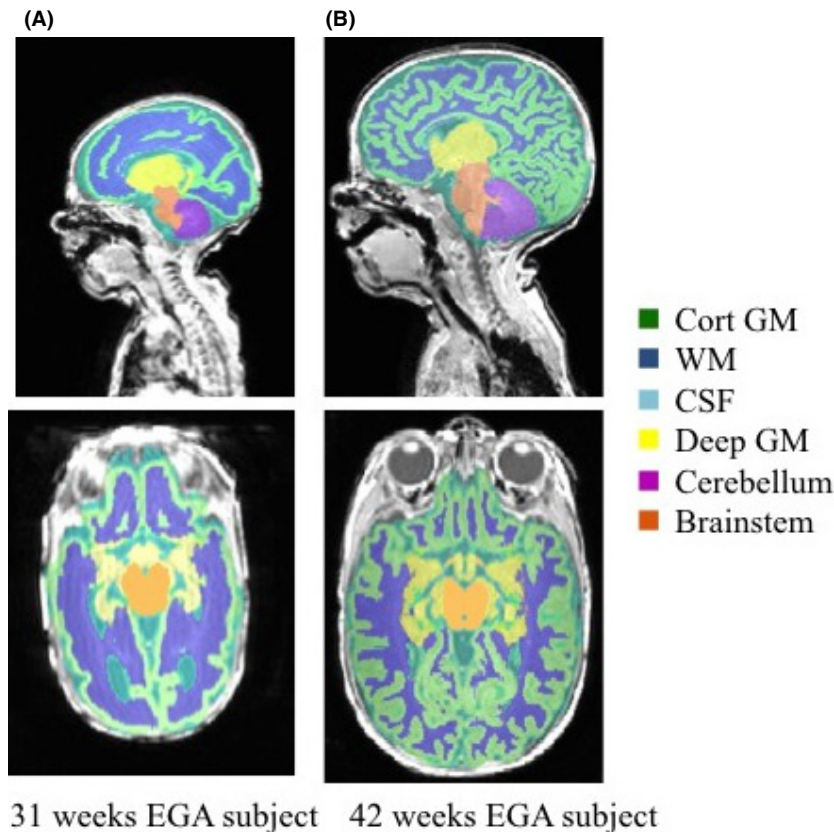 (A)
(B)
Cort GM
WM
CSF
Deep GM
Cerebellum
Brainstem
31 weeks EGA subject
42 weeks EGA subject